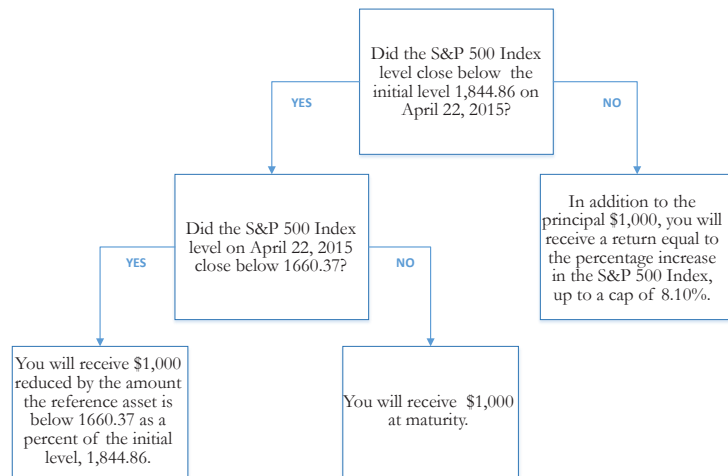 Did the S&P 500 Index
level close below the
initial level 1,844.86 on
April 22, 2015?
YES
NO
Did the S&P 500 Index
level on April 22, 2015
close below 1660.37?
In addition to the
principal $1,000, you will
receive a return equal to
the percentage increase
in the S&P 500 Index,
up to a cap of 8.10%.
YES
NO
You will receive $1,000
reduced by the amount
the reference asset is
below 1660.37 as a
percent of the initial
level, 1,844.86.
You will receive $1,000
at maturity.